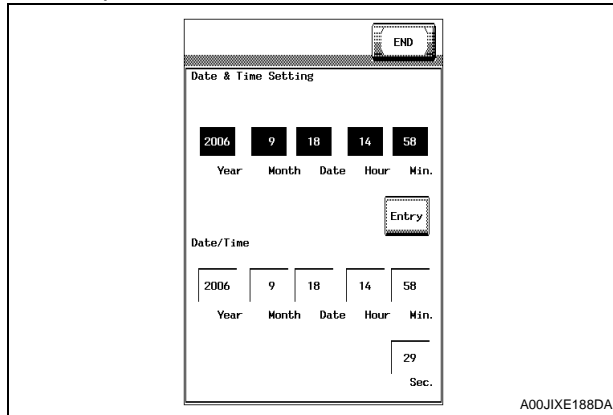 END
Date & Time Setting
2006 9 18 14 58
Year Month Date Hour Min.
Entry
Date/Time
2006 9 18 14 58
Year Month Date Hour Min.
29
Sec.
A00JIXE188DA